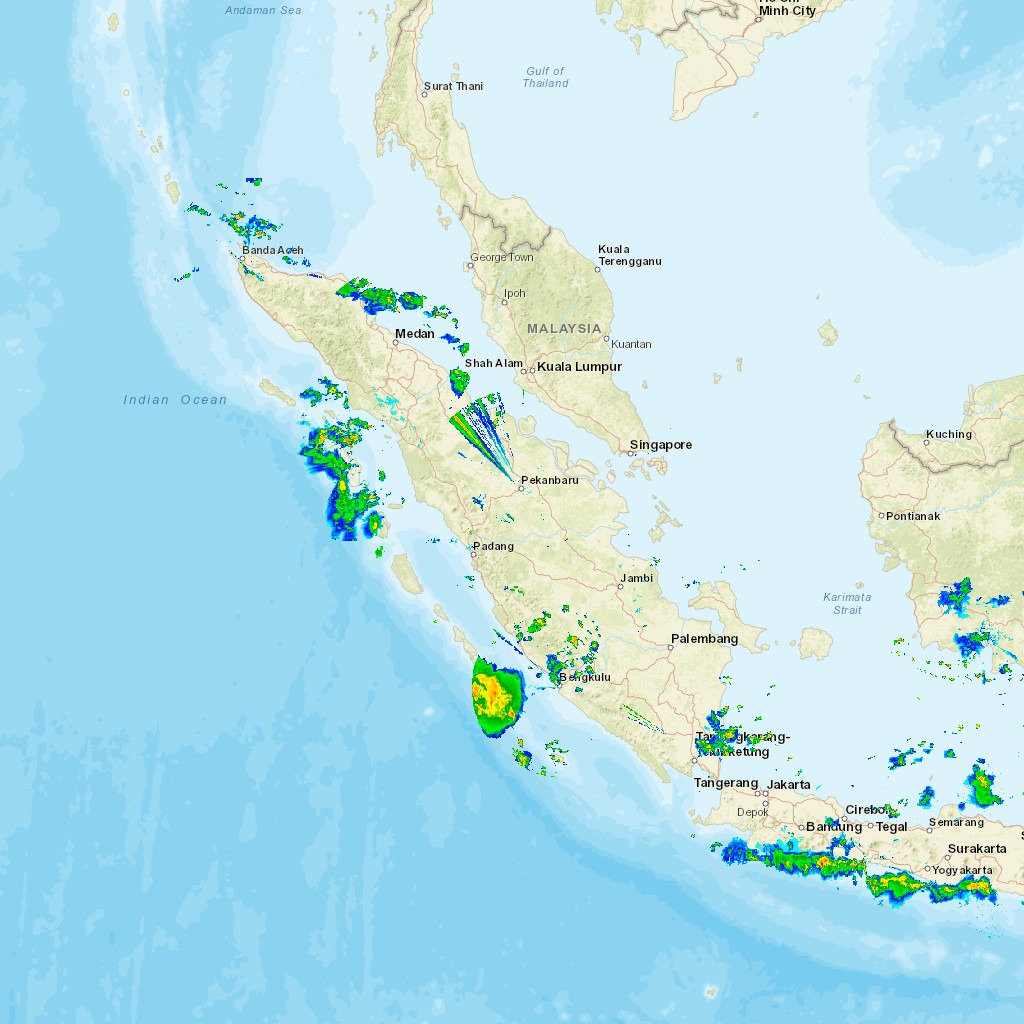 Andaman Sea
Minh City
Gulf of
Thailand
Surat Thani
Banda Aceh
George Town
Kuala
Terengganu
Ipoh
MALAYSIA
Medan
Kuantan
Shah Alam
Kuala Lumpur
Indian Ocean
Kuching
Singapore
Pekanbaru
Pontianak
Padang
Jambi
Karimata
Strait
Palembang
Bengkulu
Tangerang
Jakarta
Depok
Cirebon
Bandung
Tegal
Semarang
Surakarta
Yogyakarta